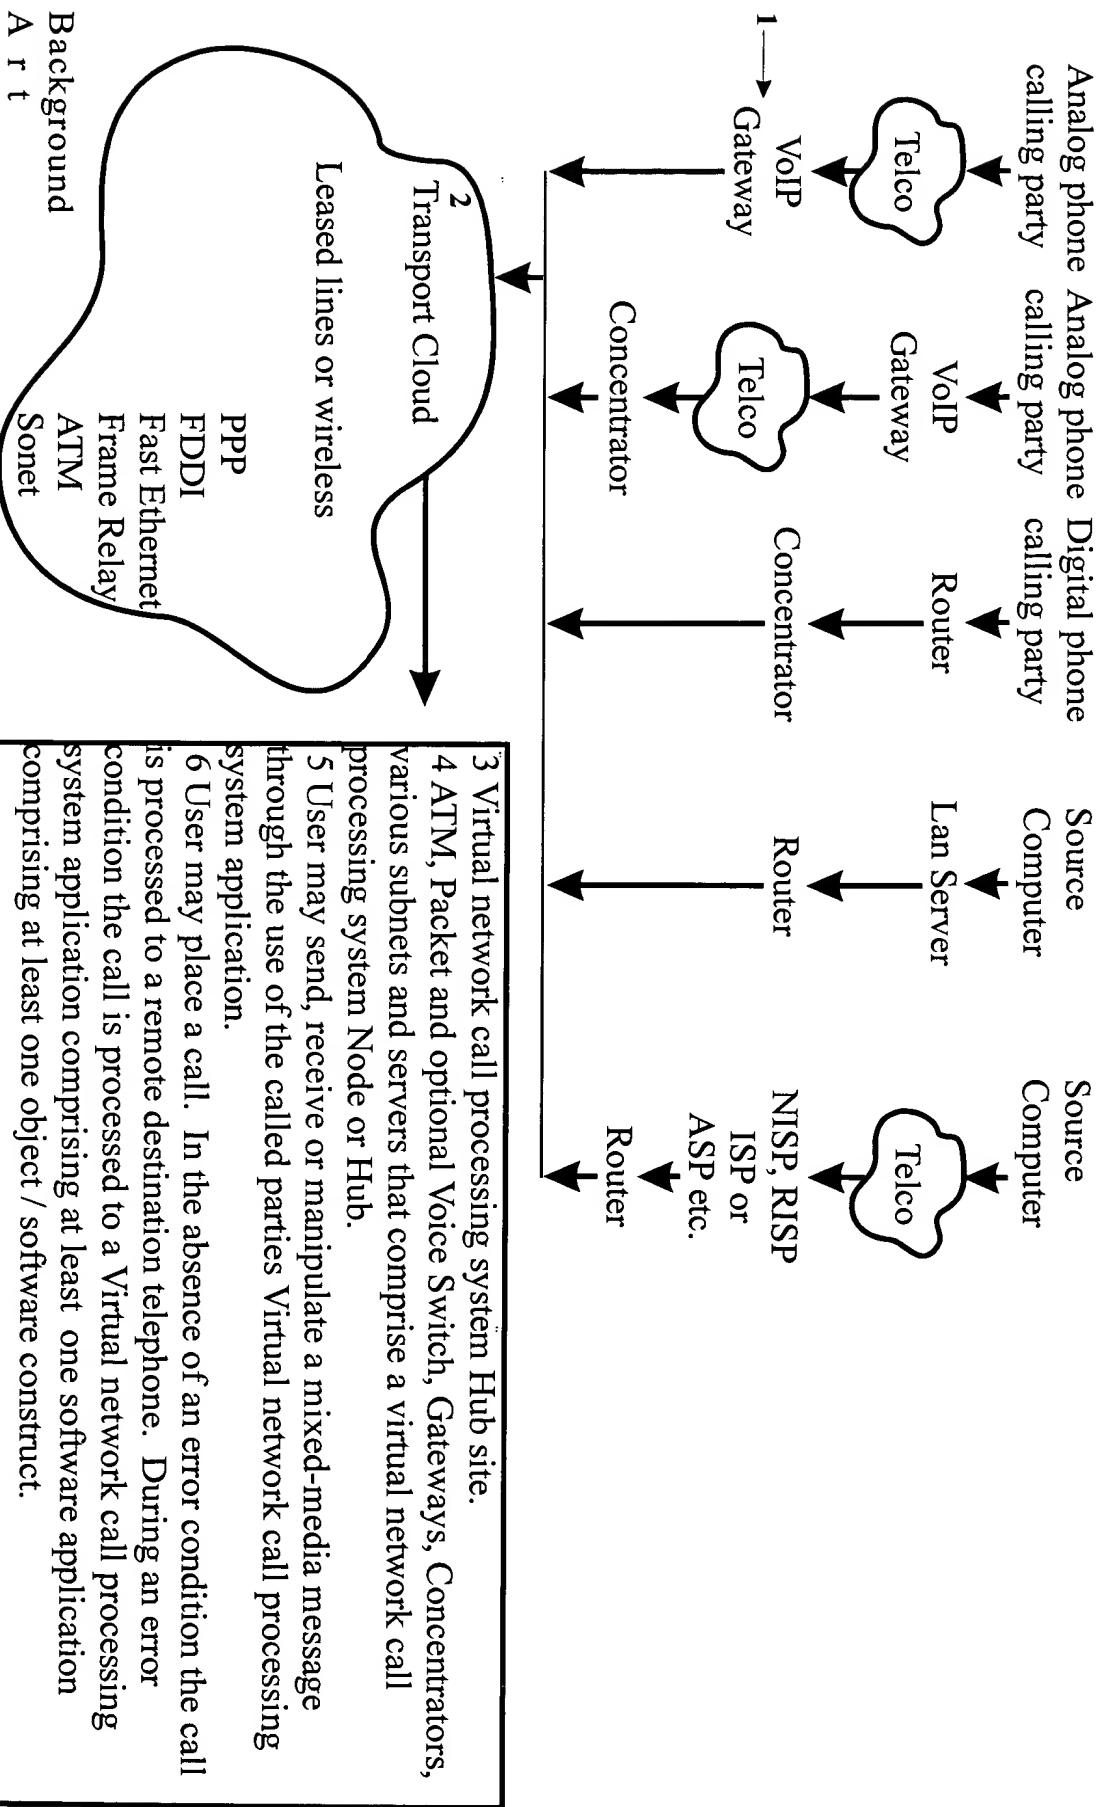 Analog phone
calling party
Analog phone
calling party
Digital phone
calling party
Source
Computer
Source
Computer
Telco
VoIP
Gateway
Router
Lan Server
Telco
1
VoIP
Gateway
Telco
Concentrator
Router
NISP, RISP
ISP or
ASP etc.
Concentrator
Router
2
Transport Cloud
Leased lines or wireless
PPP
FDDI
Fast Ethernet
Frame Relay
ATM
Sonet
3 Virtual network call processing system Hub site.
4 ATM, Packet and optional Voice Switch, Gateways, Concentrators,
various subnets and servers that comprise a virtual network call
processing system Node or Hub.
5 User may send, receive or manipulate a mixed-media message
through the use of the called parties Virtual network call processing
system application.
6 User may place a call. In the absence of an error condition the call
is processed to a remote destination telephone. During an error
condition the call is processed to a Virtual network call processing
system application comprising at least one software application
comprising at least one object / software construct.
Background
A r t